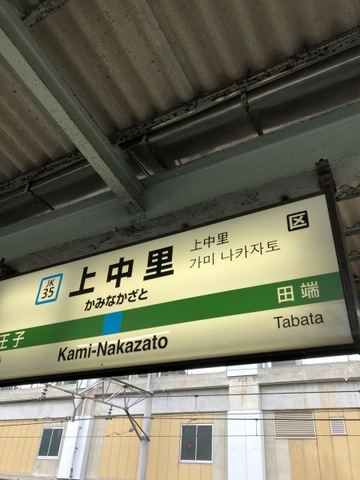 区
JK
35
上中里
上中里
가미 나카자토
かみなかざと
王子
田端
Kami-Nakazato
Tabata